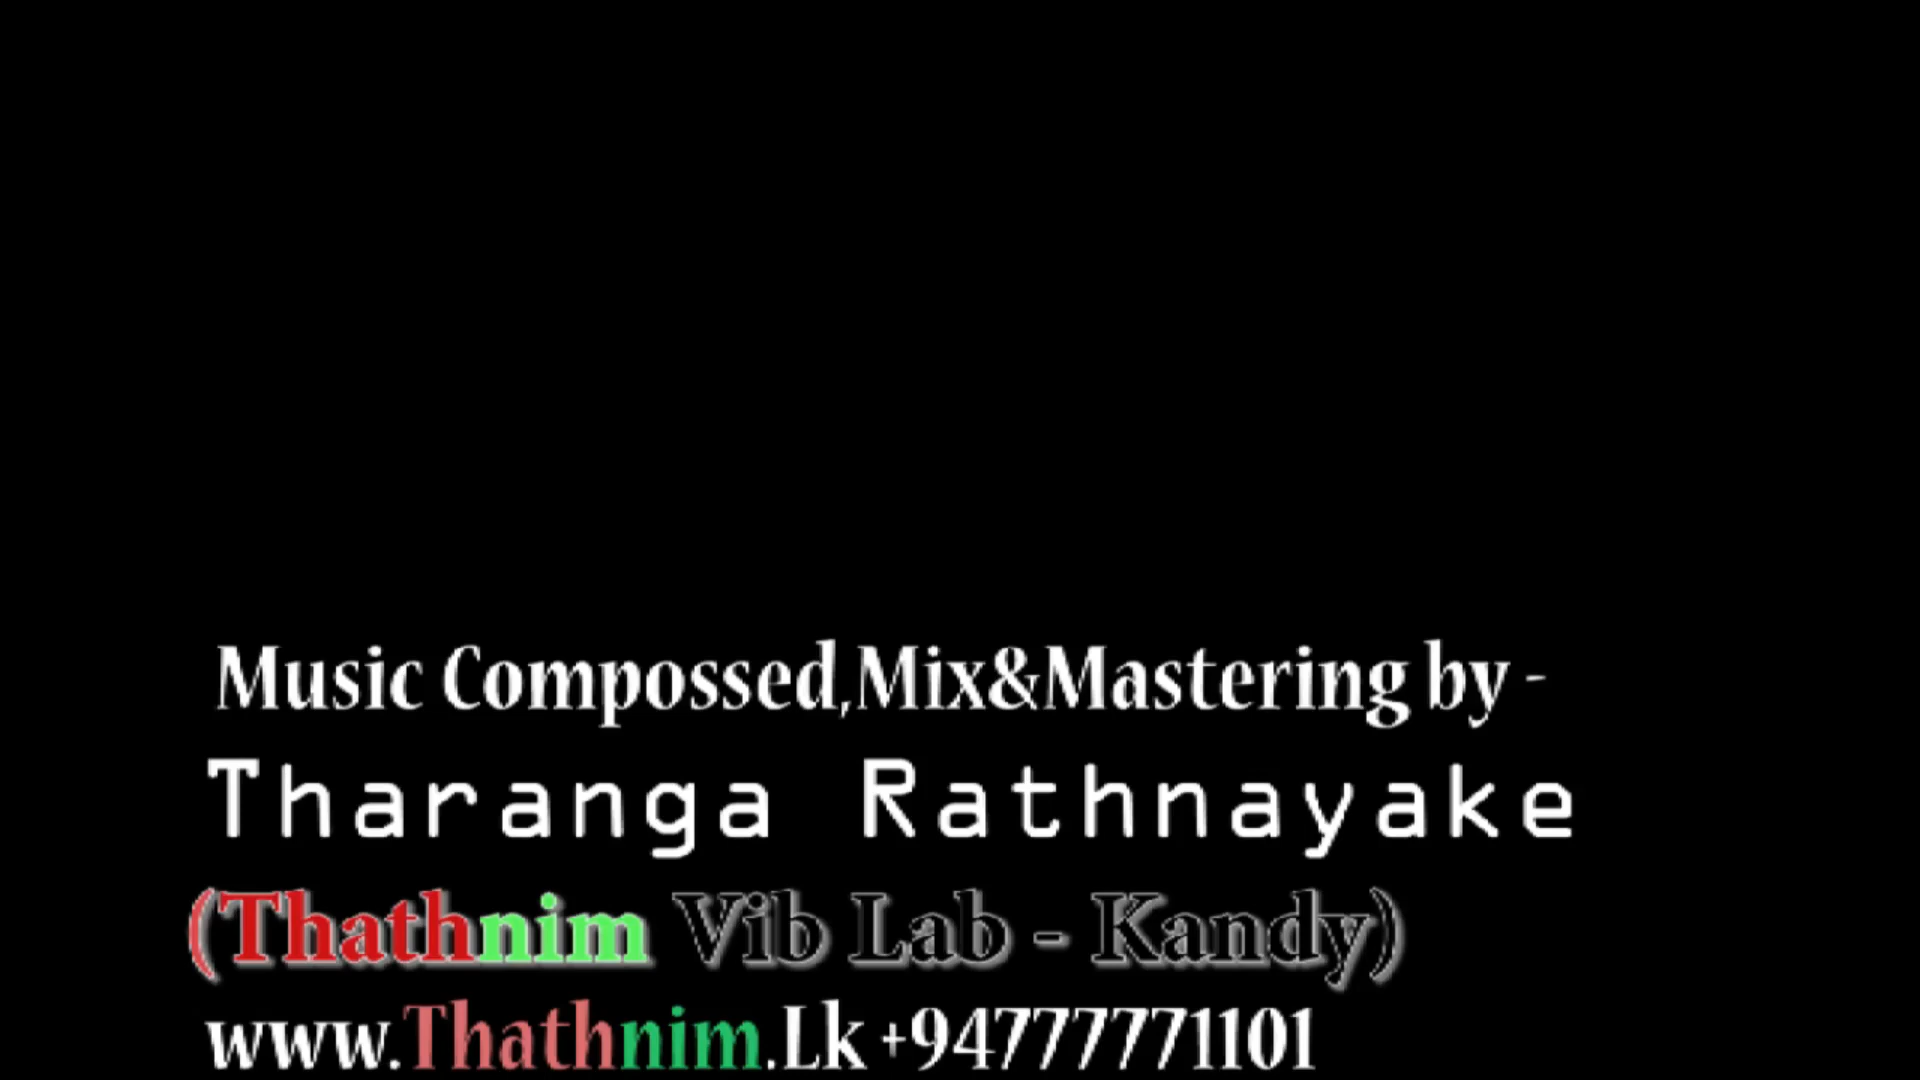 Music Compossed,Mix&Mastering by -
Tharanga Rathnayake
(Thathnim Vib Lab - Kandy)
www.Thathnim.Lk +94777771101